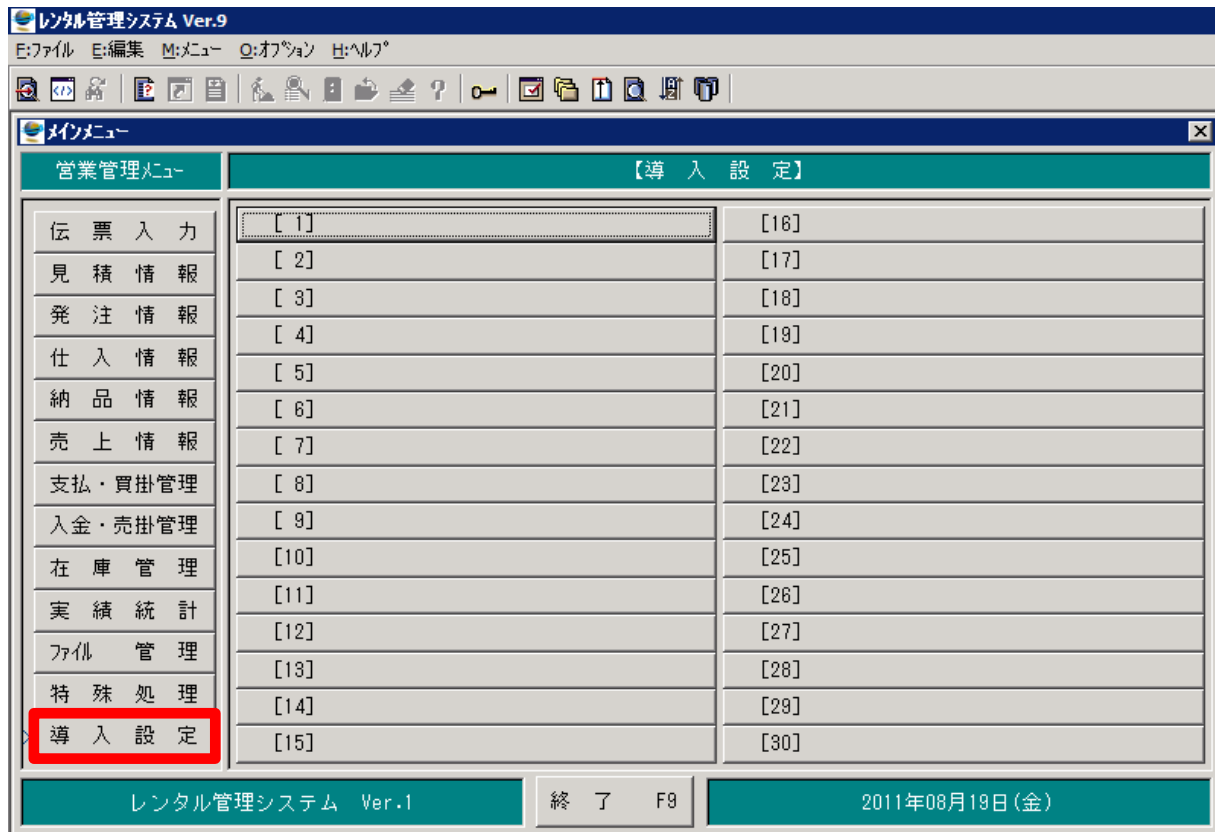 レンタル管理システム Ver.9
F:ファイル E:編集 M:メニュー O:オプション H:ヘルプ
メインメニュー
営業管理メニュー
【導 入 設 定】
伝 票 入 力
見 積 情 報
発 注 情 報
仕 入 情 報
納 品 情 報
売 上 情 報
支払・買掛管理
入金・売掛管理
在 庫 管 理
実 績 統 計
ファイル 管 理
特 殊 処 理
導 入 設 定
[ 1]
[ 2]
[ 3]
[ 4]
[ 5]
[ 6]
[ 7]
[ 8]
[ 9]
[10]
[11]
[12]
[13]
[14]
[15]
[16]
[17]
[18]
[19]
[20]
[21]
[22]
[23]
[24]
[25]
[26]
[27]
[28]
[29]
[30]
レンタル管理システム Ver.1
終 了 F9
2011年08月19日(金)